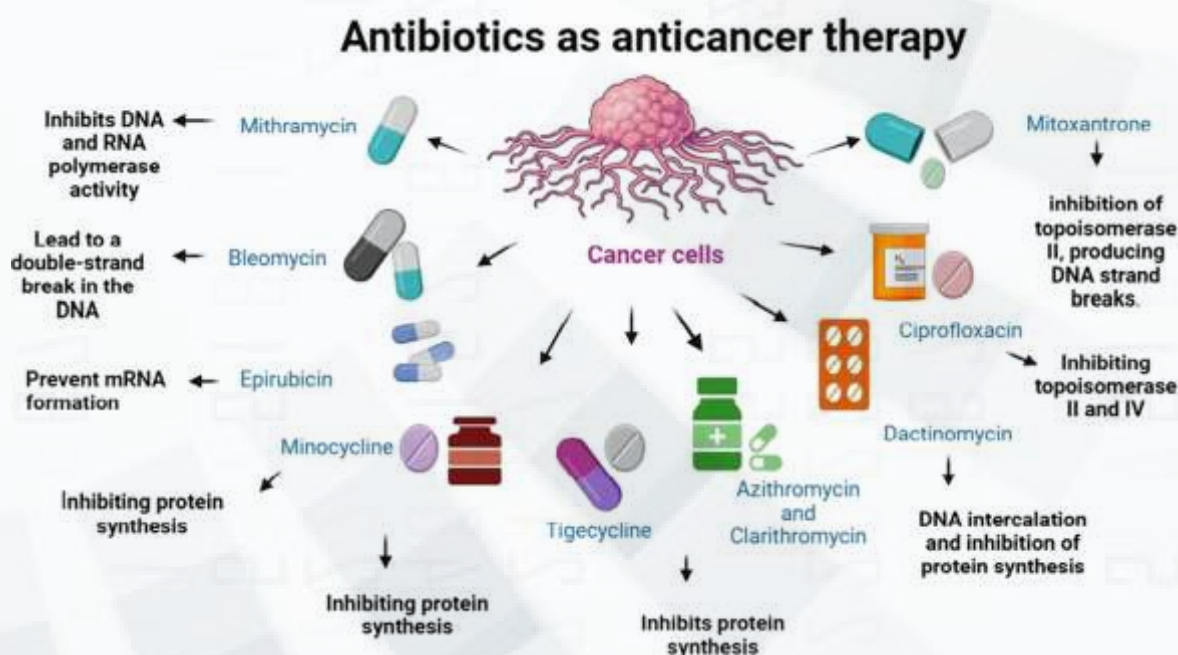 Antibiotics as anticancer therapy
Inhibits DNA
and RNA
polymerase
activity
Mithramycin
Mitoxantrone
inhibition of
topoisomerase
II, producing
DNA strand
breaks.
Lead to a
double-strand
break in the
DNA
Bleomycin
Cancer cells
Ciprofloxacin
Inhibiting
topoisomerase
II and IV
Prevent mRNA
formation
Epirubicin
Minocycline
Inhibiting protein
synthesis
Tigecycline
Inhibiting protein
synthesis
Azithromycin
and
Clarithromycin
Inhibits protein
synthesis
Dactinomycin
DNA intercalation
and inhibition of
protein synthesis